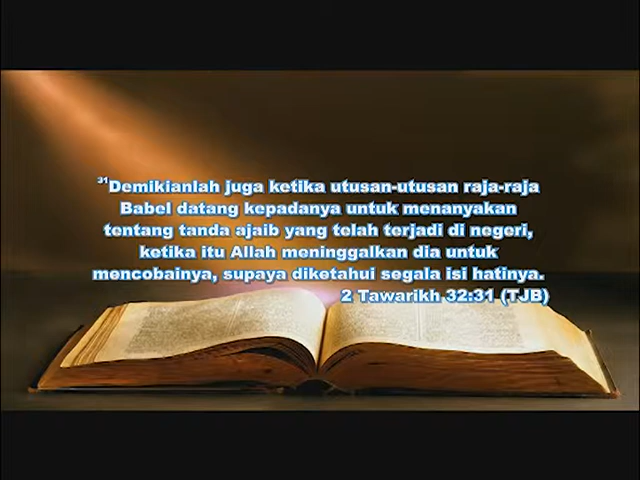 ³¹Demikianlah juga ketika utusan-utusan raja-raja
Babel datang kepadanya untuk menanyakan
tentang tanda ajaib yang telah terjadi di negeri,
ketika itu Allah meninggalkan dia untuk
mencobainya, supaya diketahui segala isi hatinya.
2 Tawarikh 32:31 (TJB)